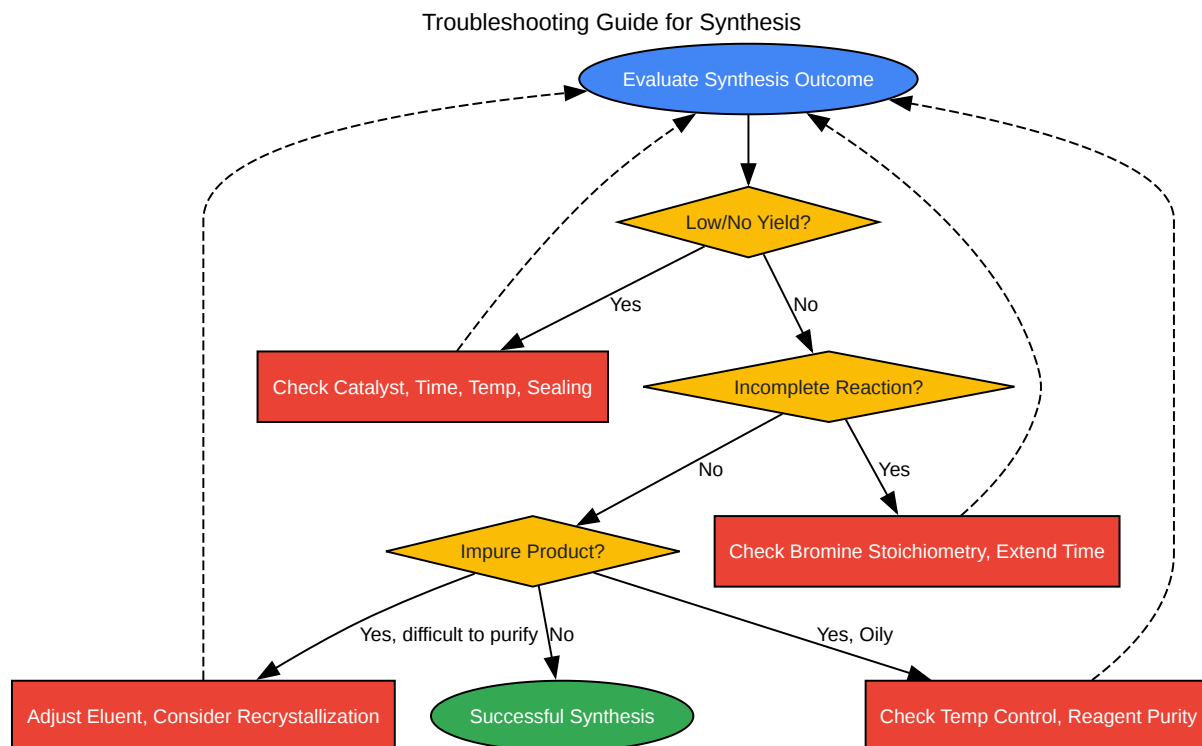 Troubleshooting Guide for Synthesis
Evaluate Synthesis Outcome
Low/No Yield?
Yes
No
Check Catalyst, Time, Temp, Sealing
Incomplete Reaction?
No
Yes
Impure Product?
Check Bromine Stoichiometry, Extend Time
Yes, difficult to purify
No
Yes, Oily
Adjust Eluent, Consider Recrystallization
Successful Synthesis
Check Temp Control, Reagent Purity